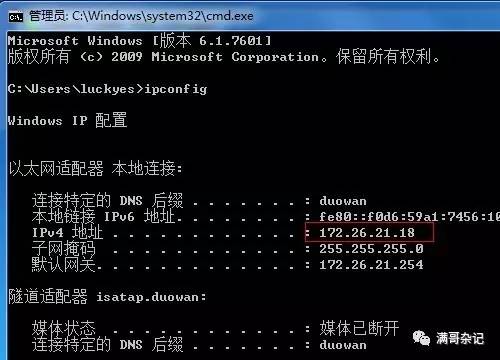 管理员: C:\Windows\system32\cmd.exe
Microsoft Windows [版本 6.1.7601]
版权所有 (c) 2009 Microsoft Corporation。保留所有权利。
C:\Users\luckyes>ipconfig
Windows IP 配置
以太网适配器 本地连接:
连接特定的 DNS 后缀 . . . . . . . : duowan
本地链接 IPv6 地址. . . . . . . . : fe80::f0d6:59a1:7456:10
IPv4 地址 . . . . . . . . . . . . : 172.26.21.18
子网掩码 . . . . . . . . . . . . : 255.255.255.0
默认网关. . . . . . . . . . . . . : 172.26.21.254
隧道适配器 isatap.duowan:
媒体状态 . . . . . . . . . . . . : 媒体已断开
连接特定的 DNS 后缀 . . . . . . . : duowan
满哥杂记